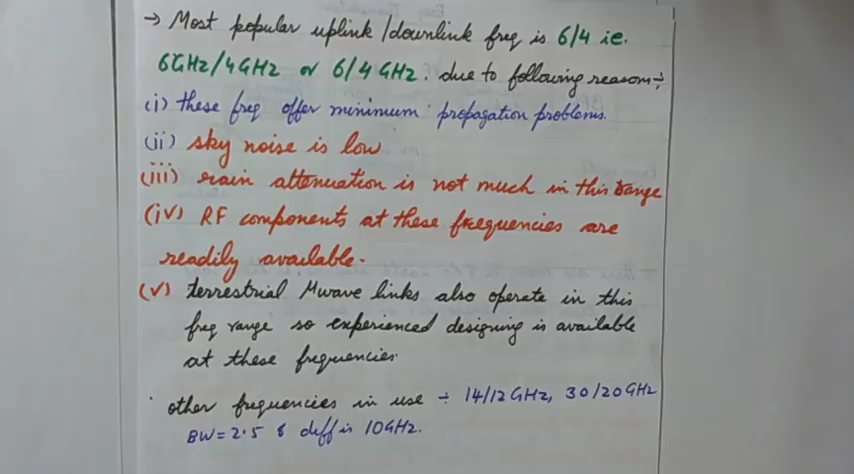 → Most popular uplink/downlink freq is 6/4 ie.
6GHz/4GHz or 6/4 GHz. due to following reason÷
(i) these freq offer minimum propagation problems.
(ii) sky noise is low
(iii) rain attenuation is not much in this range
(iv) RF components at these frequencies are
readily available.
(v) terrestrial Mwave links also operate in this
freq range so experienced designing is available
at these frequencies.
other frequencies in use ÷ 14/12 GHz, 30/20 GHz
BW = 2.5 & diff is 10GHz.